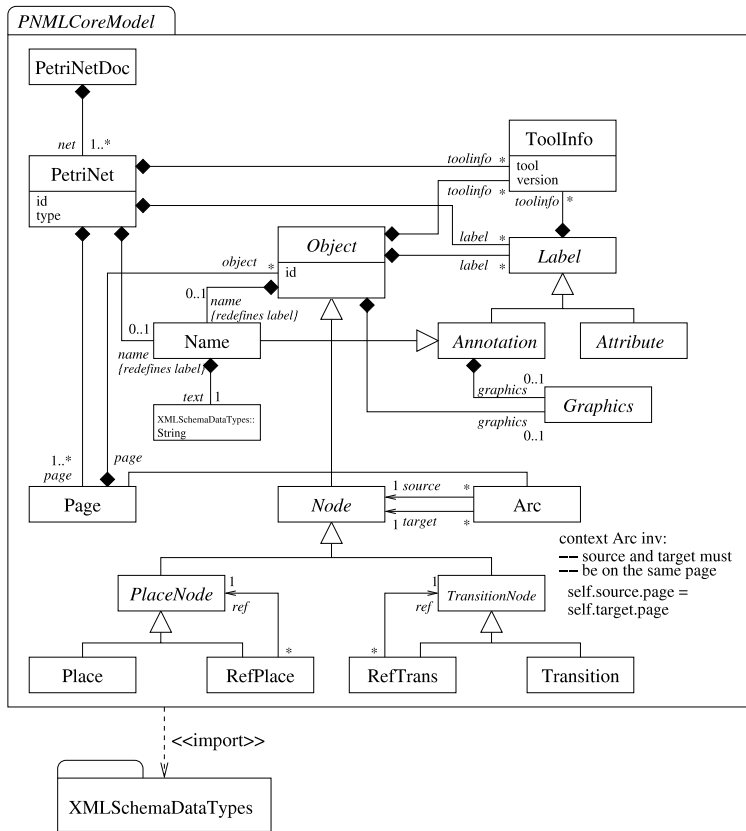 PNMLCoreModel
PetriNetDoc
net
1..*
PetriNet
id
type
toolinfo *
toolinfo *
ToolInfo
tool
version
toolinfo *
Object
id
object
*
label *
label *
Label
0..1
name
{redefines label}
0..1
name
{redefines label}
Name
Annotation
Attribute
text 1
XMLSchemaDataTypes::
String
0..1
graphics
Graphics
graphics
0..1
1..*
page
page
Page
Node
1 source *
1 target *
Arc
context Arc inv:
–– source and target must
–– be on the same page
self.source.page =
self.target.page
PlaceNode
1
ref
*
1
ref
*
TransitionNode
Place
RefPlace
RefTrans
Transition
<<import>>
XMLSchemaDataTypes